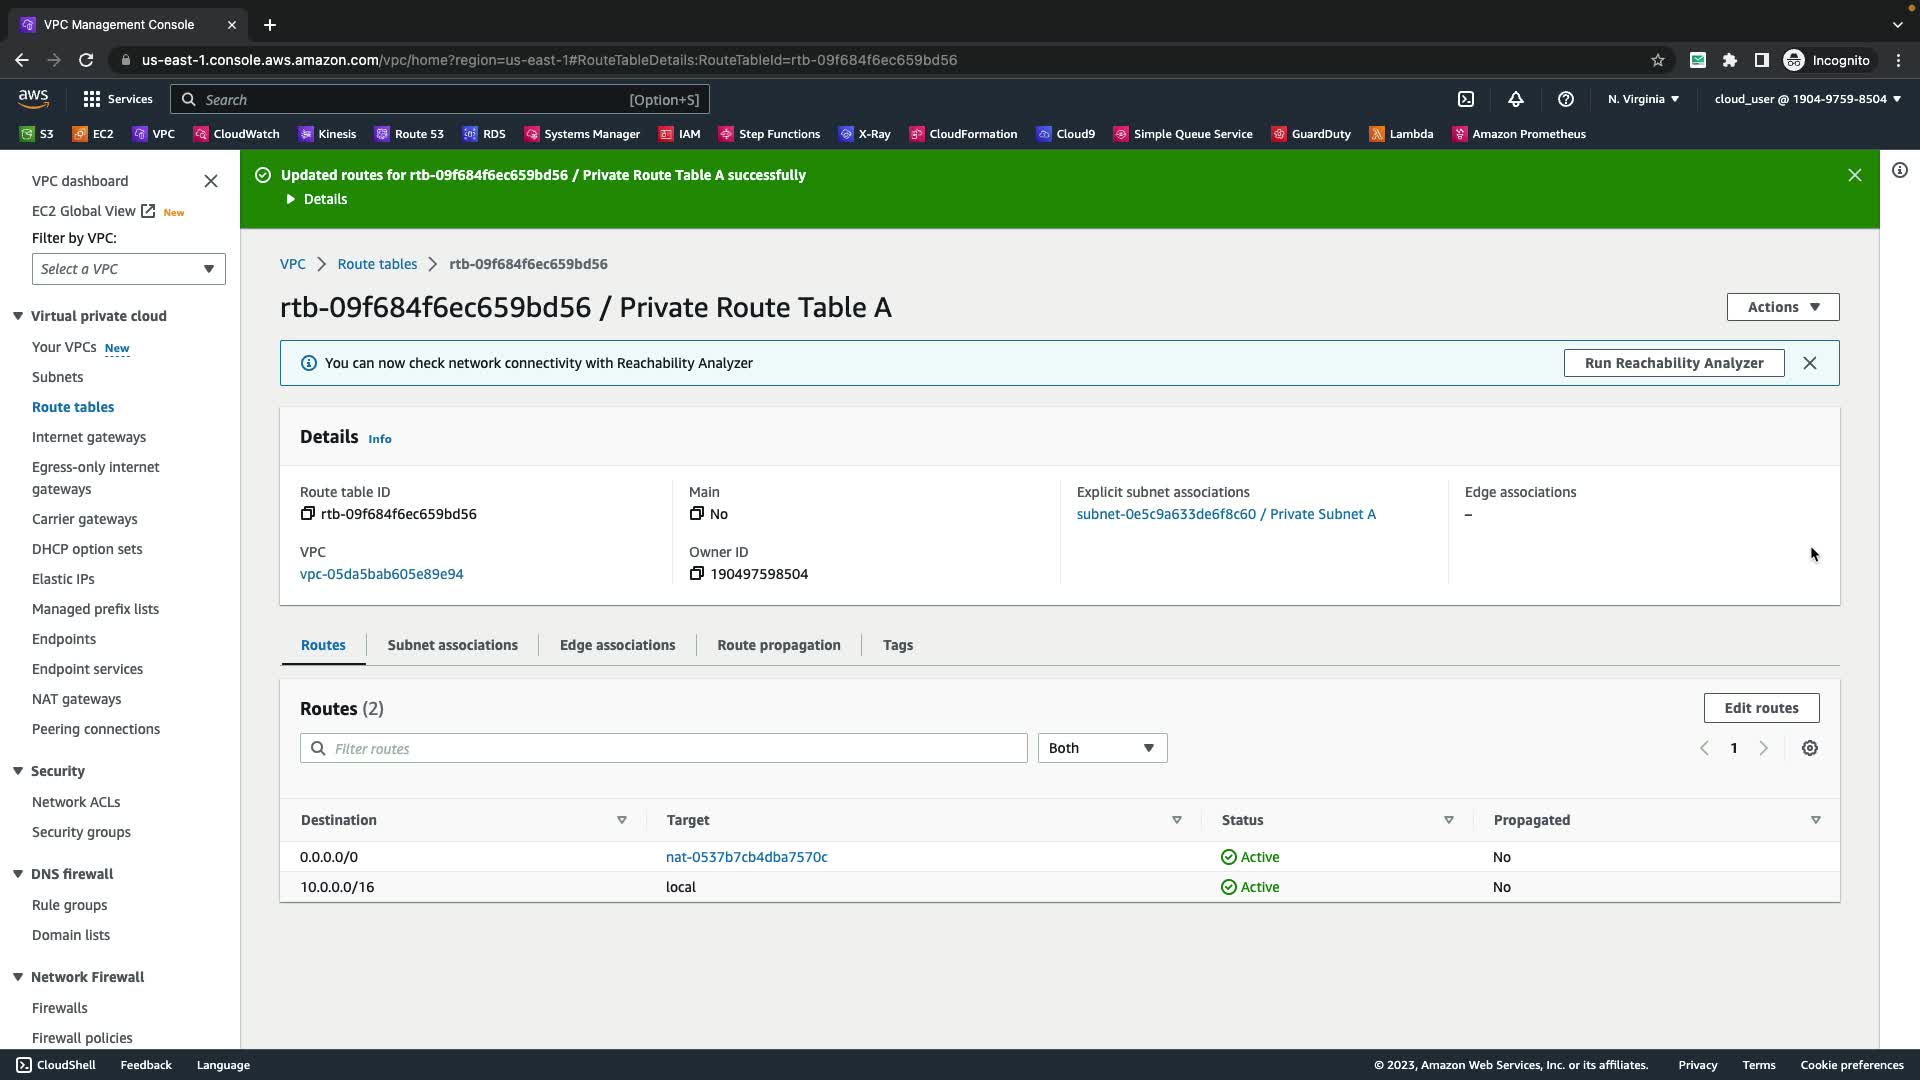 VPC Management Console
us-east-1.console.aws.amazon.com/vpc/home?region=us-east-1#RouteTableDetails:RouteTableId=rtb-09f684f6ec659bd56
Incognito
aws
Services
Search
[Option+S]
N. Virginia
cloud_user @ 1904-9759-8504
S3
EC2
VPC
CloudWatch
Kinesis
Route 53
RDS
Systems Manager
IAM
Step Functions
X-Ray
CloudFormation
Cloud9
Simple Queue Service
GuardDuty
Lambda
Amazon Prometheus
VPC dashboard
EC2 Global View New
Filter by VPC:
Select a VPC
Virtual private cloud
Your VPCs New
Subnets
Route tables
Internet gateways
Egress-only internet
gateways
Carrier gateways
DHCP option sets
Elastic IPs
Managed prefix lists
Endpoints
Endpoint services
NAT gateways
Peering connections
Security
Network ACLs
Security groups
DNS firewall
Rule groups
Domain lists
Network Firewall
Firewalls
Firewall policies
Updated routes for rtb-09f684f6ec659bd56 / Private Route Table A successfully
Details
VPC > Route tables > rtb-09f684f6ec659bd56
rtb-09f684f6ec659bd56 / Private Route Table A
Actions
You can now check network connectivity with Reachability Analyzer
Run Reachability Analyzer
Details Info
Route table ID
rtb-09f684f6ec659bd56
VPC
vpc-05da5bab605e89e94
Main
No
Owner ID
190497598504
Explicit subnet associations
subnet-0e5c9a633de6f8c60 / Private Subnet A
Edge associations
–
Routes
Subnet associations
Edge associations
Route propagation
Tags
Routes (2)
Edit routes
Filter routes
Both
1
Destination Target Status Propagated
0.0.0.0/0 nat-0537b7cb4dba7570c Active No
10.0.0.0/16 local Active No
CloudShell
Feedback
Language
© 2023, Amazon Web Services, Inc. or its affiliates.
Privacy
Terms
Cookie preferences